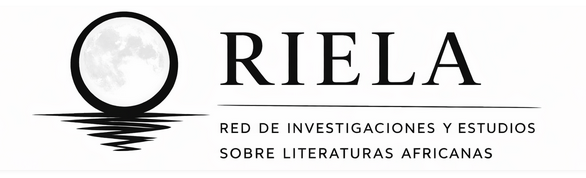 RIELA
RED DE INVESTIGACIONES Y ESTUDIOS
SOBRE LITERATURAS AFRICANAS